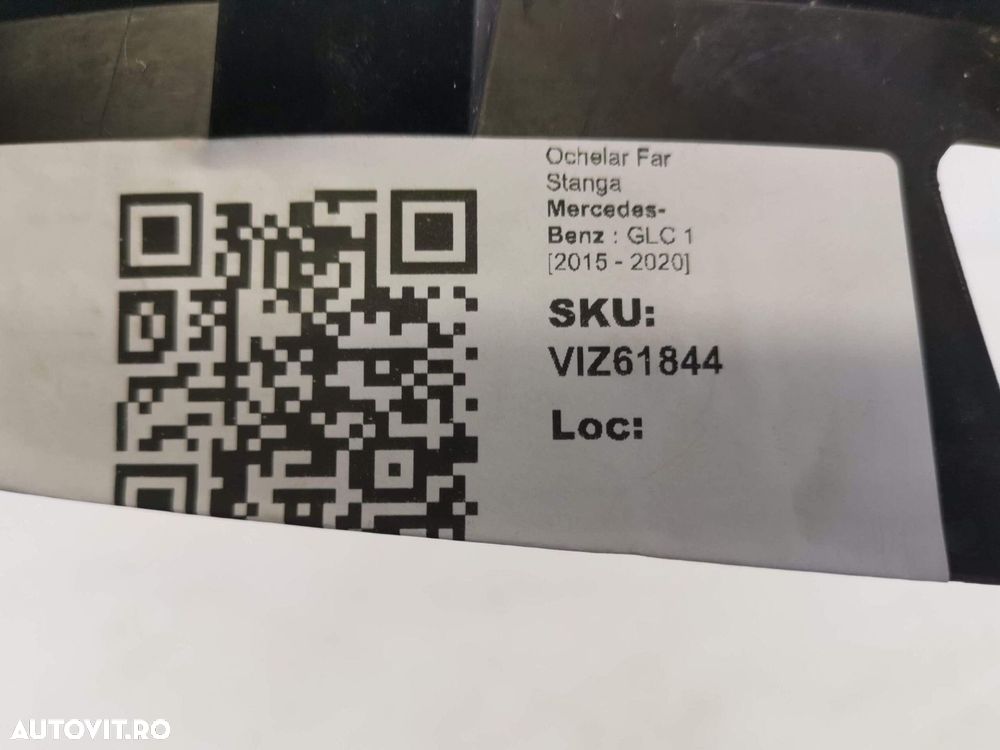 Ochelar Far
Stanga
Mercedes-
Benz : GLC 1
[2015 - 2020]
SKU:
VIZ61844
Loc:
AUTOVIT.RO